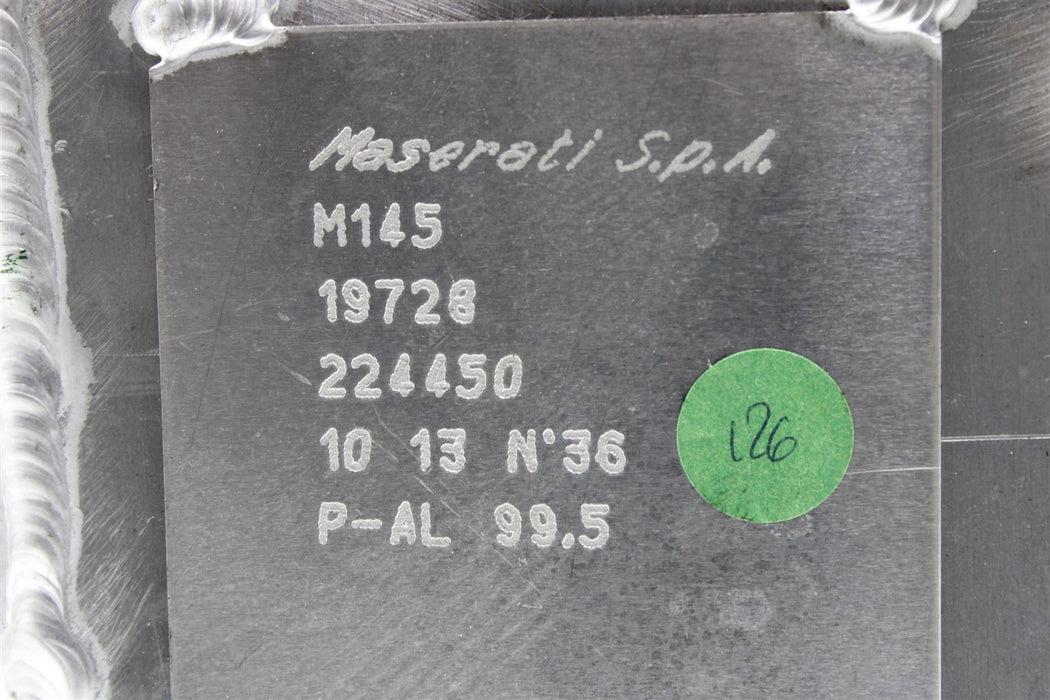 Maserati S.p.A.
M145
19728
224450
10 13 N°36
P-AL 99.5
126